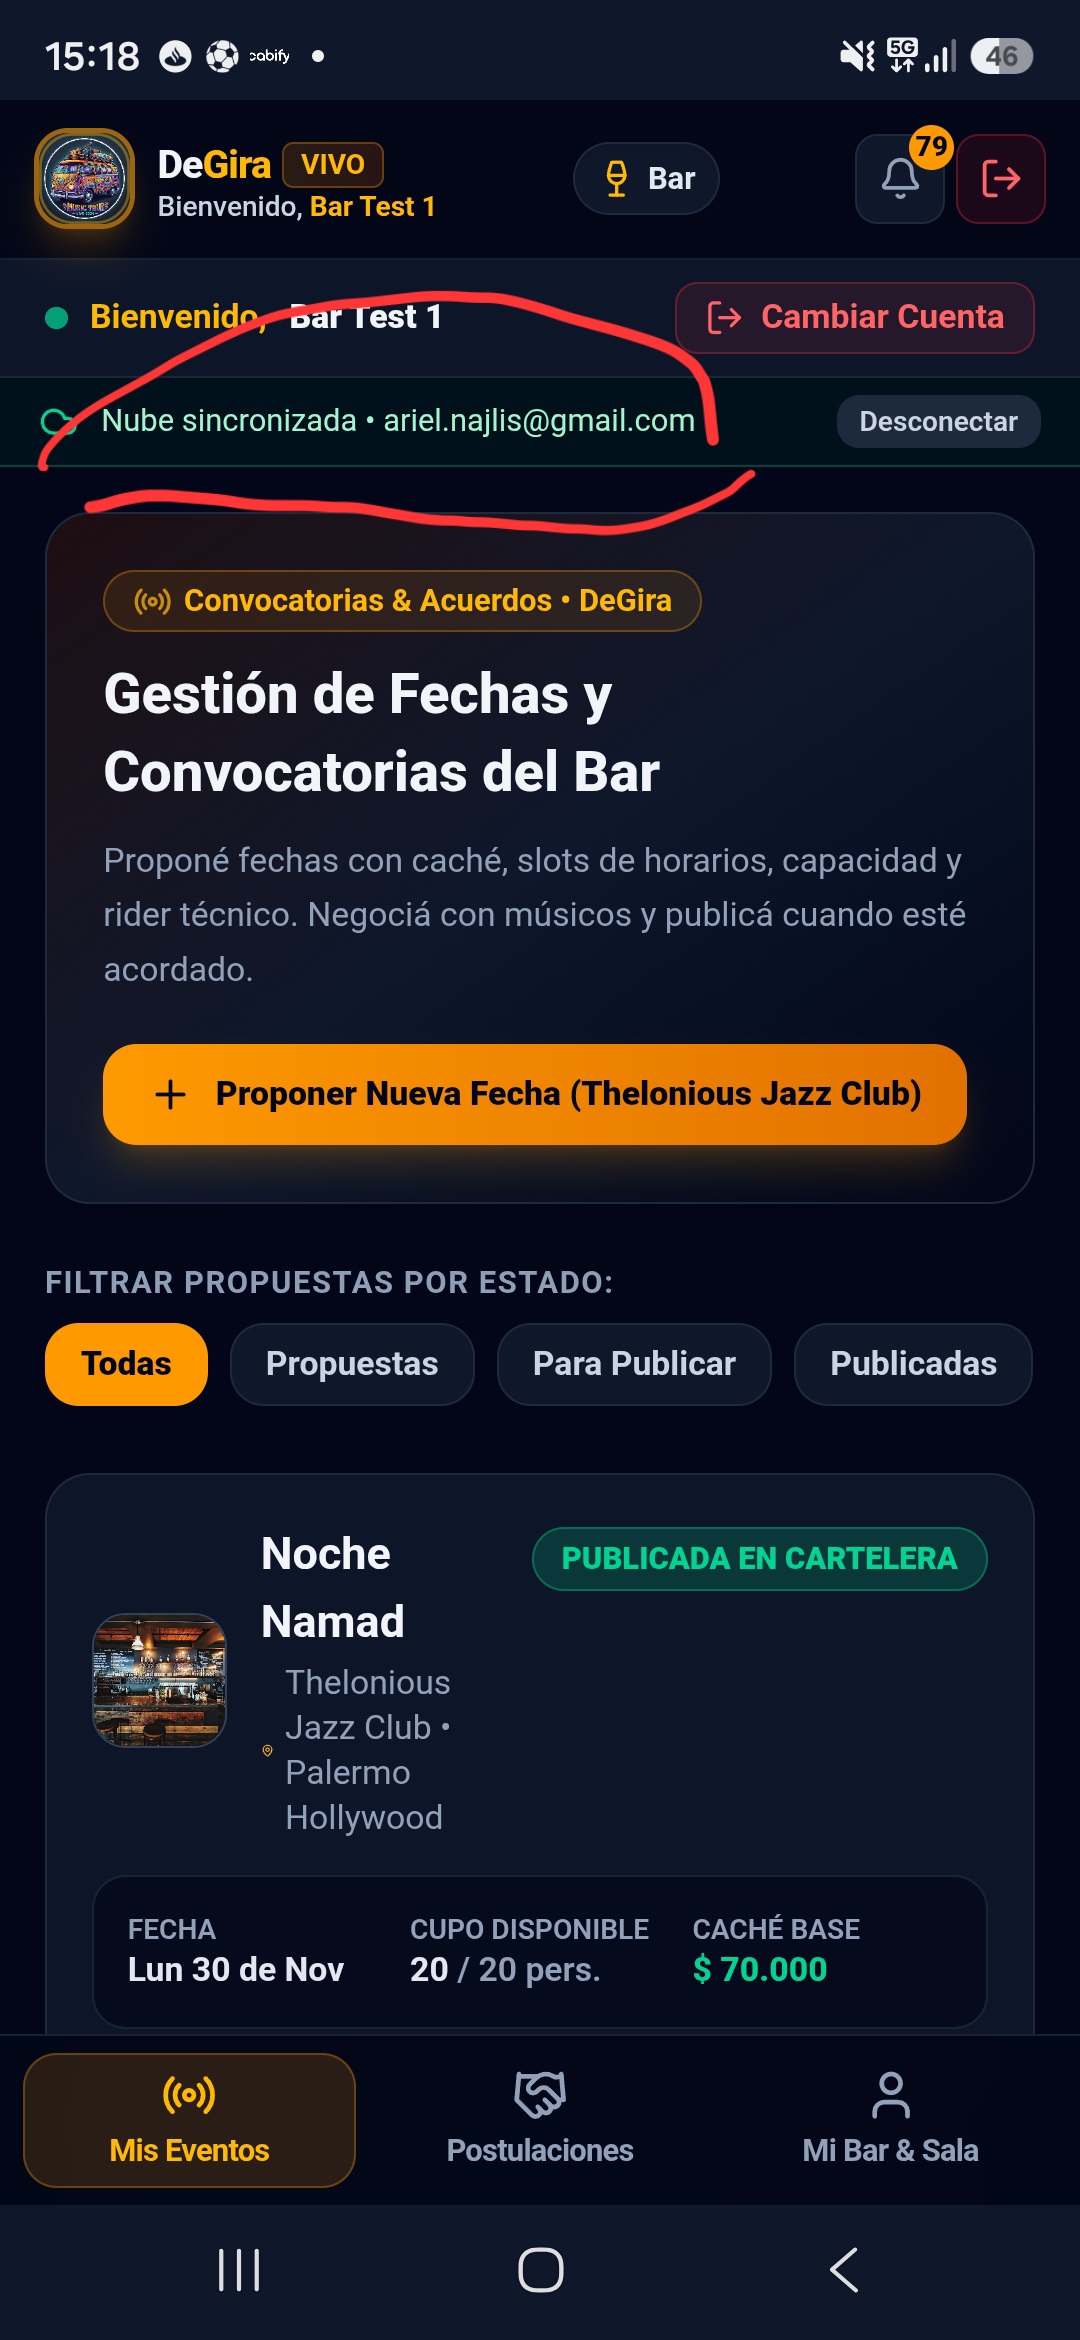 15:18 cabify 5G 46
DeGira VIVO
Bienvenido, Bar Test 1
Bar
79
Bienvenido, Bar Test 1
Cambiar Cuenta
Nube sincronizada • ariel.najlis@gmail.com
Desconectar
Convocatorias & Acuerdos • DeGira
Gestión de Fechas y
Convocatorias del Bar
Proponé fechas con caché, slots de horarios, capacidad y
rider técnico. Negociá con músicos y publicá cuando esté
acordado.
+ Proponer Nueva Fecha (Thelonious Jazz Club)
FILTRAR PROPUESTAS POR ESTADO:
Todas Propuestas Para Publicar Publicadas
Noche
Namad
PUBLICADA EN CARTELERA
Thelonious
Jazz Club •
Palermo
Hollywood
FECHA CUPO DISPONIBLE CACHÉ BASE
Lun 30 de Nov 20 / 20 pers. $ 70.000
Mis Eventos Postulaciones Mi Bar & Sala